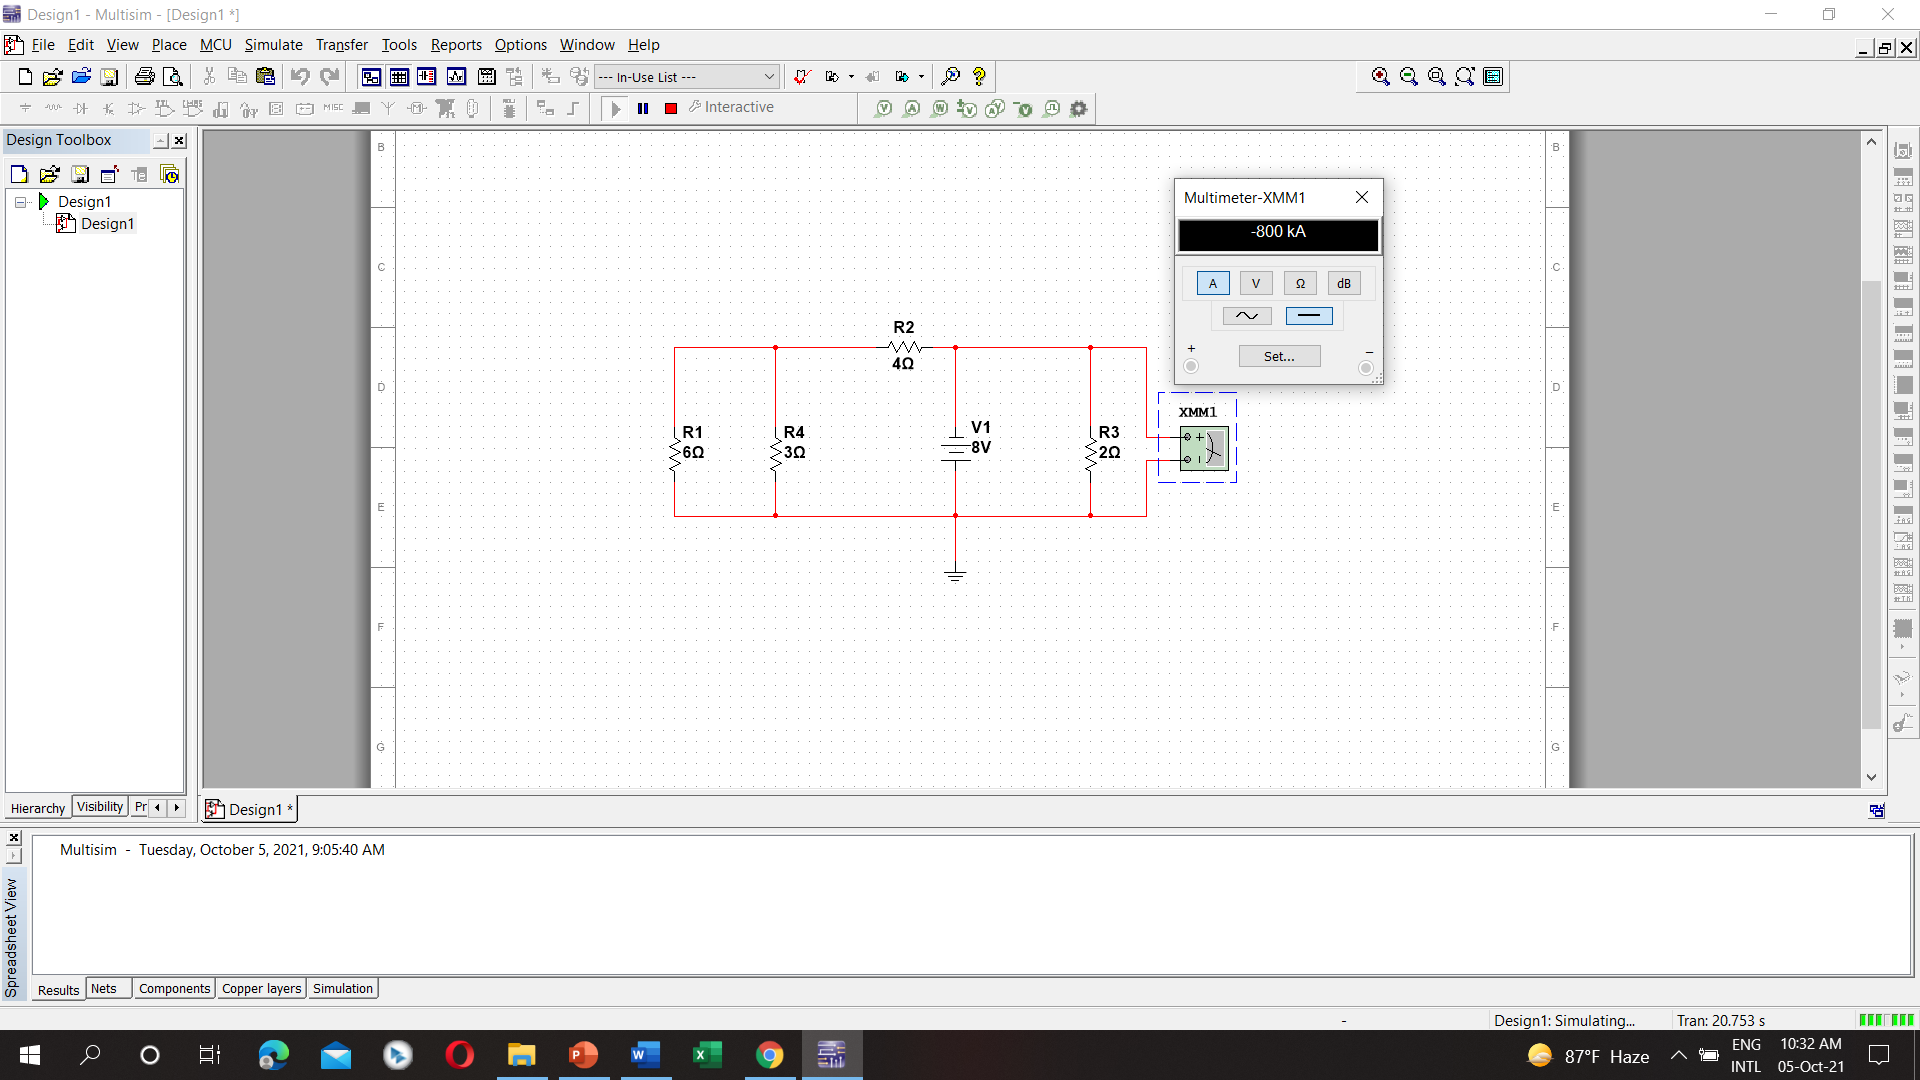 Design1 - Multisim - [Design1 *]
File Edit View Place MCU Simulate Transfer Tools Reports Options Window Help
--- In-Use List ---
MISC
Interactive
Design Toolbox
Design1
Design1
Hierarchy Visibility Pr
B B
C C
D D
E E
F F
G G
Multimeter-XMM1
-800 kA
A V Ω dB
+ Set... –
R2
4Ω
R1
6Ω
R4
3Ω
V1
8V
R3
2Ω
XMM1
Design1 *
Spreadsheet View
Multisim - Tuesday, October 5, 2021, 9:05:40 AM
Results Nets Components Copper layers Simulation
- Design1: Simulating... Tran: 20.753 s
87°F Haze
ENG
INTL
10:32 AM
05-Oct-21